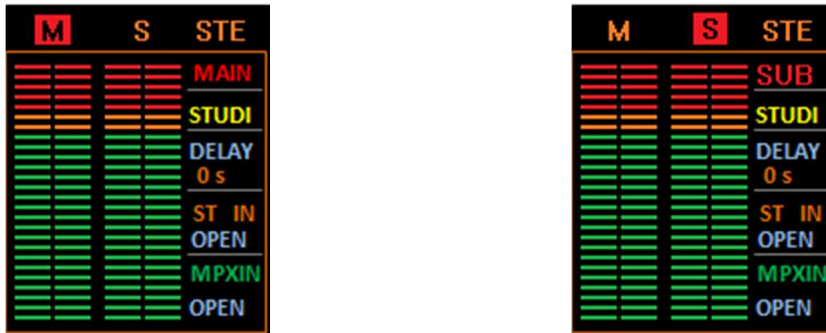 M S STE
MAIN
STUDI
DELAY
0 s
ST IN
OPEN
MPXIN
OPEN
M S STE
SUB
STUDI
DELAY
0 s
ST IN
OPEN
MPXIN
OPEN